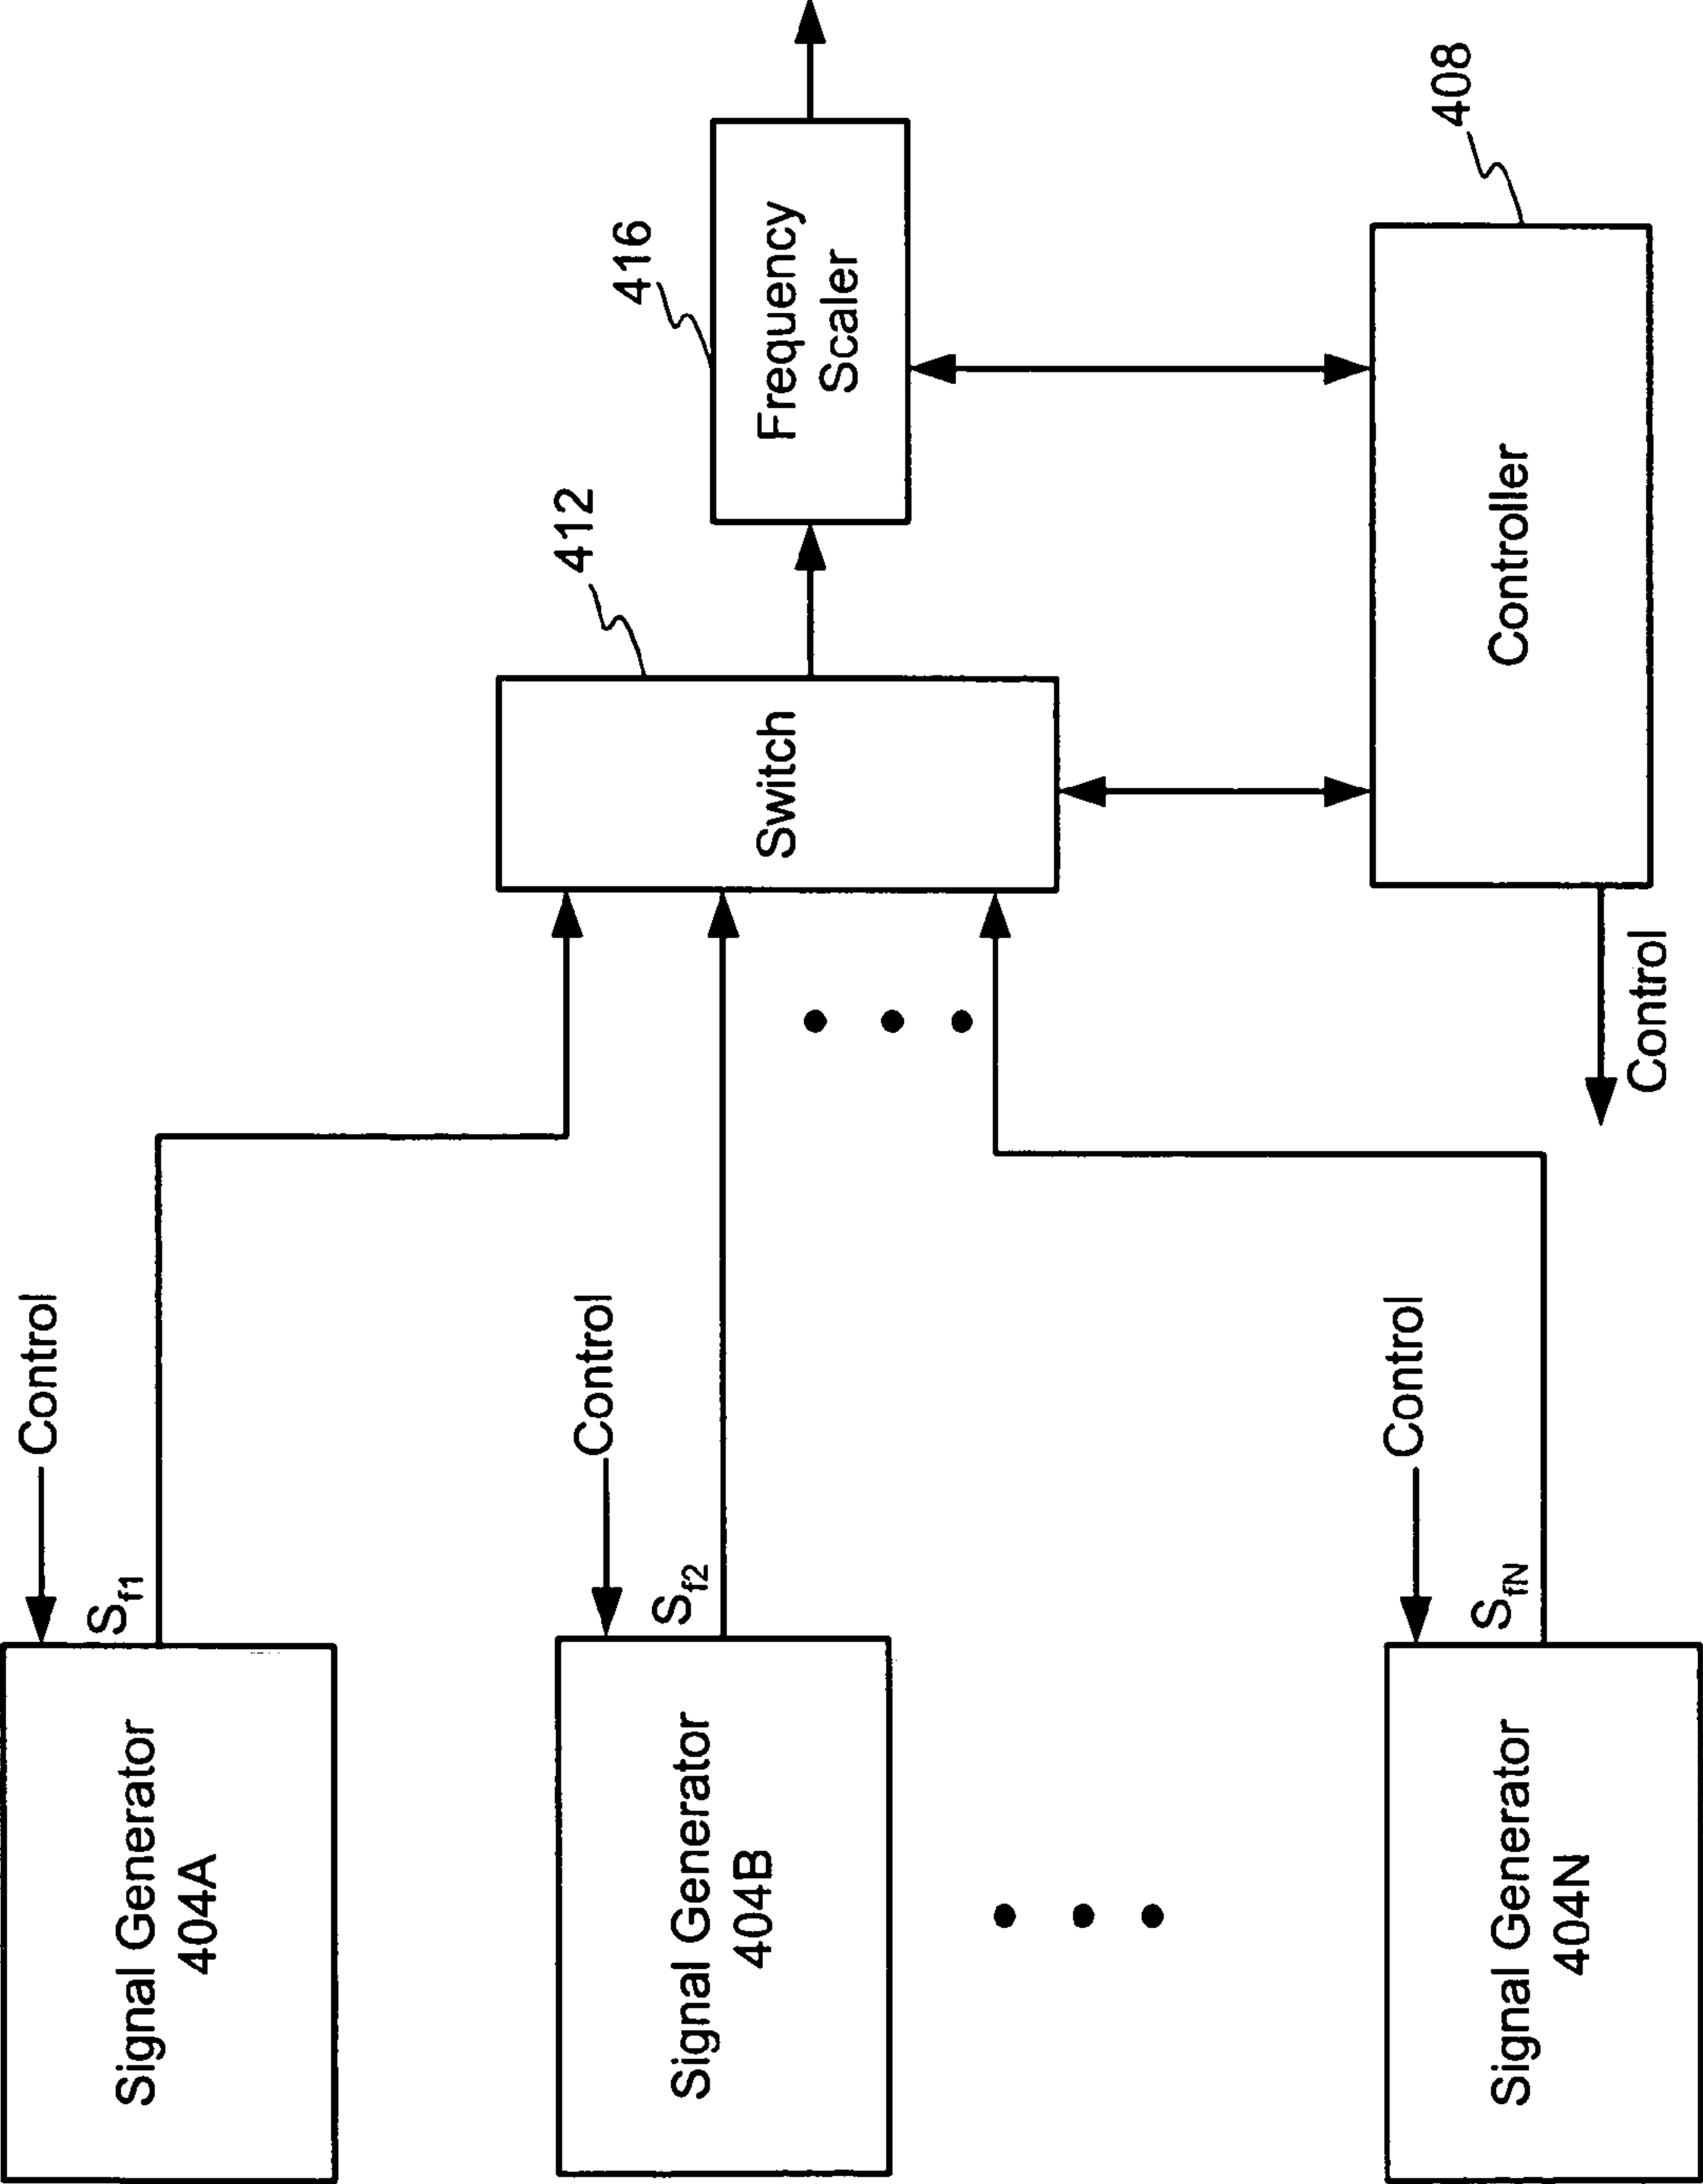 Control
Signal Generator
404A
Sf1
Control
Signal Generator
404B
Sf2
412
Switch
416
Frequency
Scaler
Control
Signal Generator
404N
SfN
Controller
408
Control